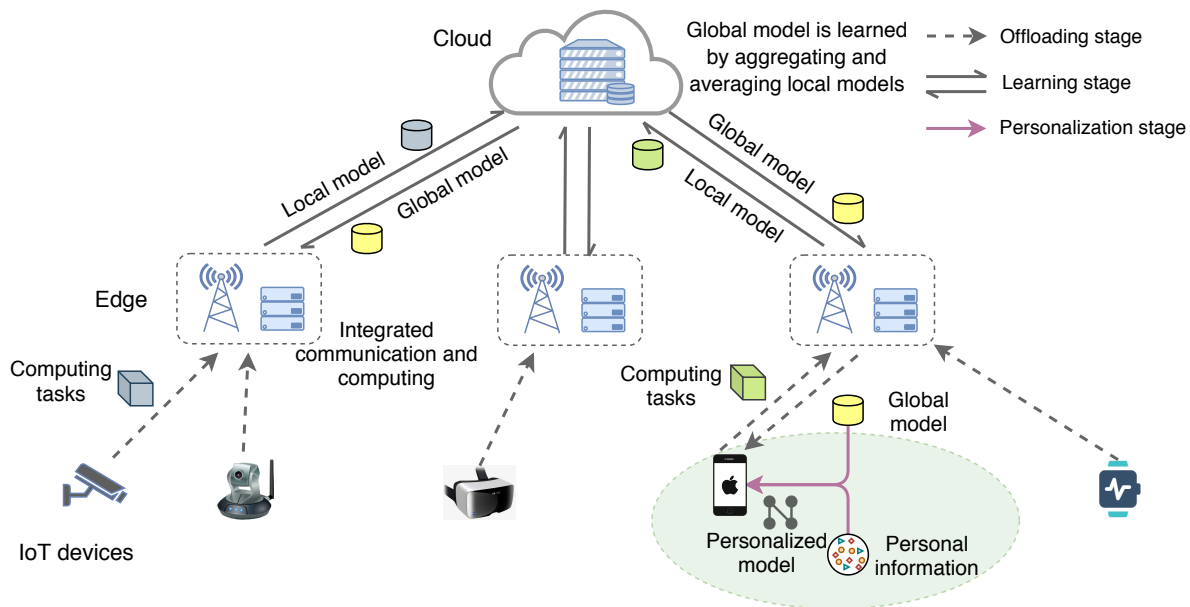 Cloud
Global model is learned
by aggregating and
averaging local models
Offloading stage
Learning stage
Personalization stage
Local model
Global model
Global model
Local model
Edge
Integrated
communication and
computing
Computing
tasks
Computing
tasks
Global
model
IoT devices
Personalized
model
Personal
information